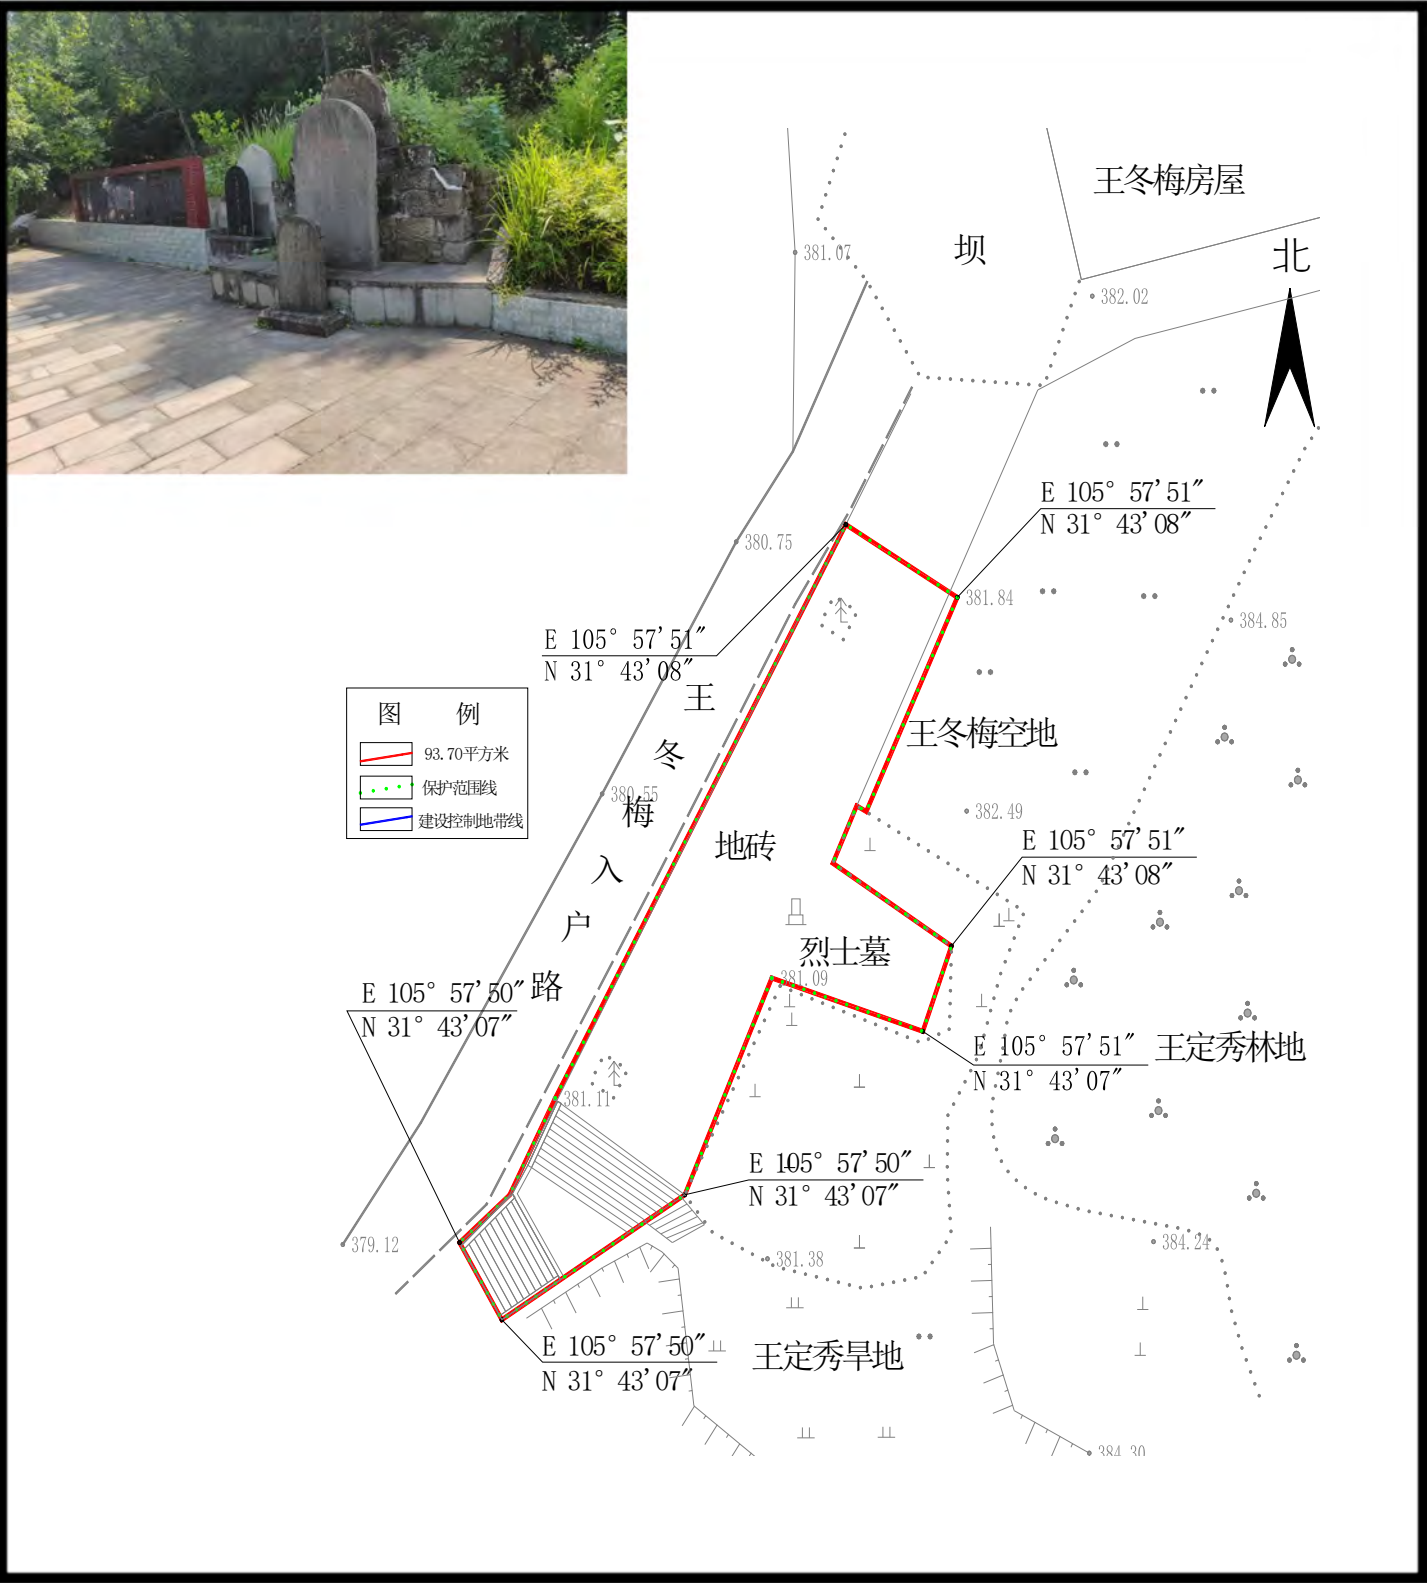 王冬梅房屋
坝
北
381.07
382.02
E 105° 57′51″
N 31° 43′08″
380.75
381.84
384.85
E 105° 57′51″
N 31° 43′08″
图 例
93.70平方米
保护范围线
建设控制地带线
王冬梅入户路
王冬梅空地
380.55
382.49
地砖
E 105° 57′51″
N 31° 43′08″
烈士墓
381.09
E 105° 57′50″
N 31° 43′07″
E 105° 57′51″
N 31° 43′07″
王定秀林地
381.11
E 105° 57′50″
N 31° 43′07″
379.12
381.38
384.24
E 105° 57′50″
N 31° 43′07″
王定秀旱地
384.30